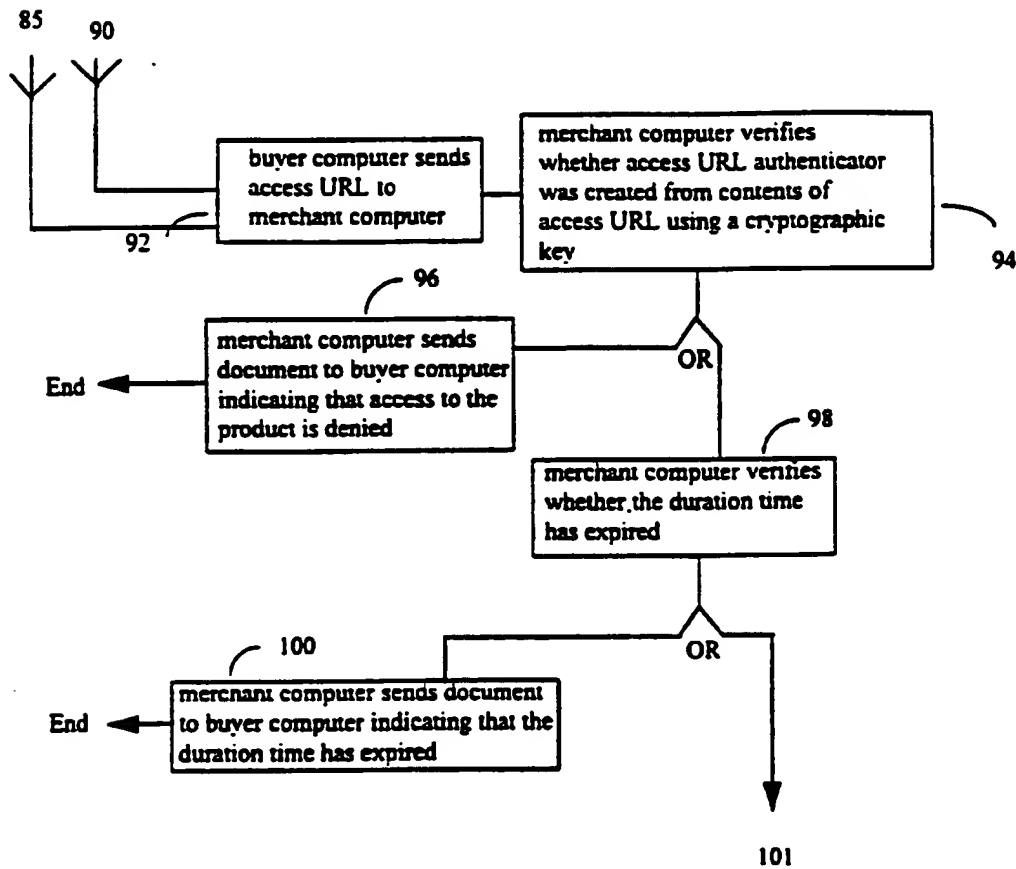 85
90
buyer computer sends
access URL to
merchant computer
92
merchant computer verifies
whether access URL authenticator
was created from contents of
access URL using a cryptographic
key
94
96
merchant computer sends
document to buyer computer
indicating that access to the
product is denied
End
OR
98
merchant computer verifies
whether the duration time
has expired
OR
100
merchant computer sends document
to buyer computer indicating that the
duration time has expired
End
101